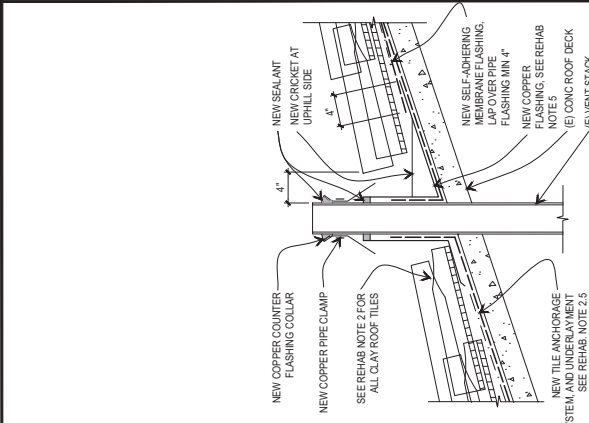 NEW COPPER COUNTER
FLASHING COLLAR
NEW COPPER PIPE CLAMP
SEE REHAB NOTE 2 FOR
ALL CLAY ROOF TILES
NEW TILE ANCHORAGE
AND UNDERLAYMENT
SEE REHAB. NOTE 2.5
4"
4"
NEW SEALANT
NEW CRICKET AT
UPHILL SIDE
NEW SELF-ADHERING
MEMBRANE FLASHING,
LAP OVER PIPE
FLASHING MIN 4"
NEW COPPER
FLASHING, SEE REHAB
NOTE 5
(E) CONC ROOF DECK
(E) VENT STACK